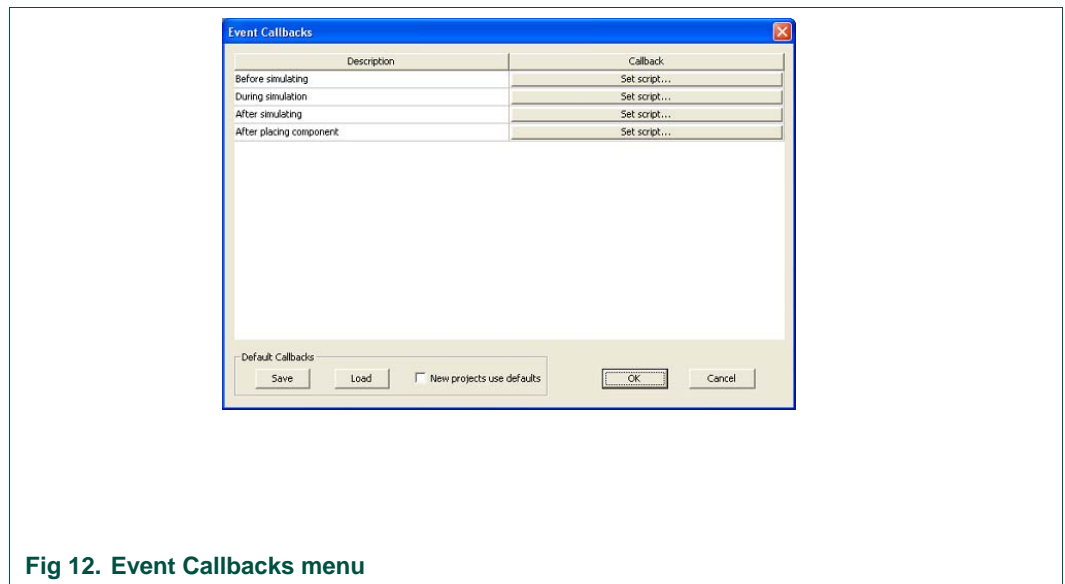 Event Callbacks
Description Callback
Before simulating Set script...
During simulation Set script...
After simulating Set script...
After placing component Set script...
Default Callbacks
Save Load New projects use defaults OK Cancel
Fig 12. Event Callbacks menu